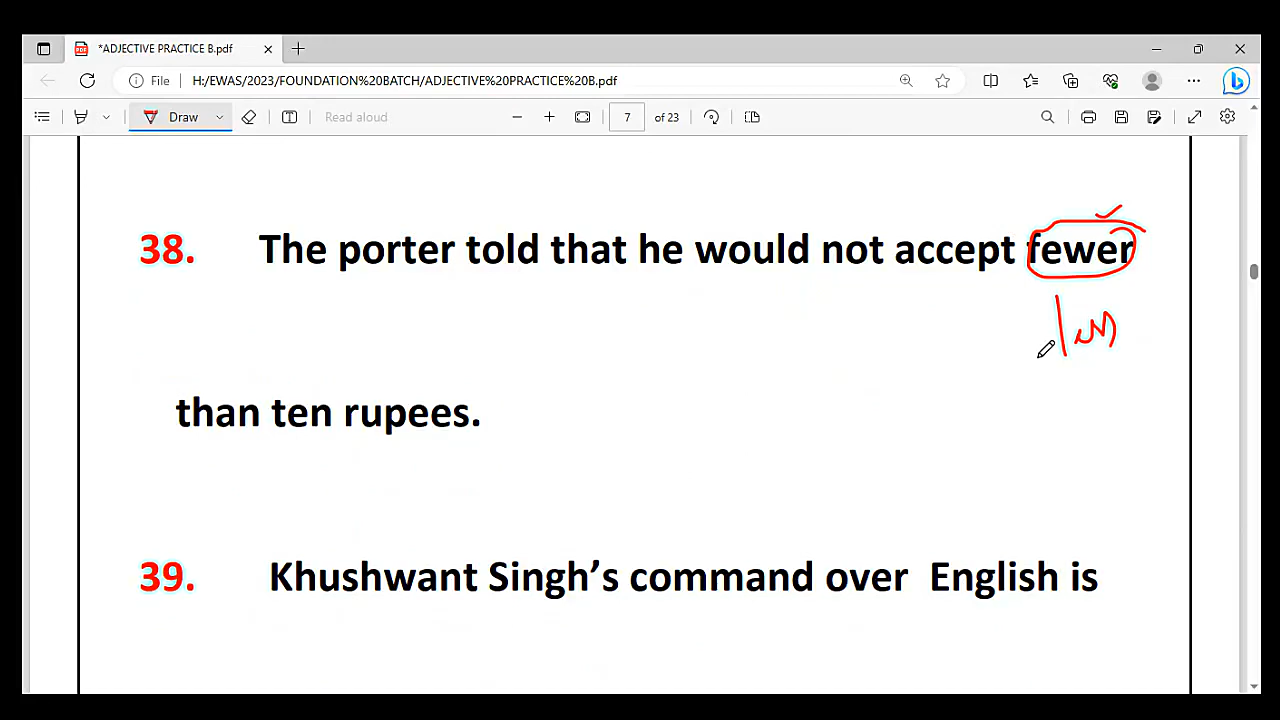 *ADJECTIVE PRACTICE B.pdf
File H:/EWAS/2023/FOUNDATION%20BATCH/ADJECTIVE%20PRACTICE%20B.pdf
Draw Read aloud 7 of 23
38. The porter told that he would not accept fewer
less
than ten rupees.
39. Khushwant Singh’s command over English is